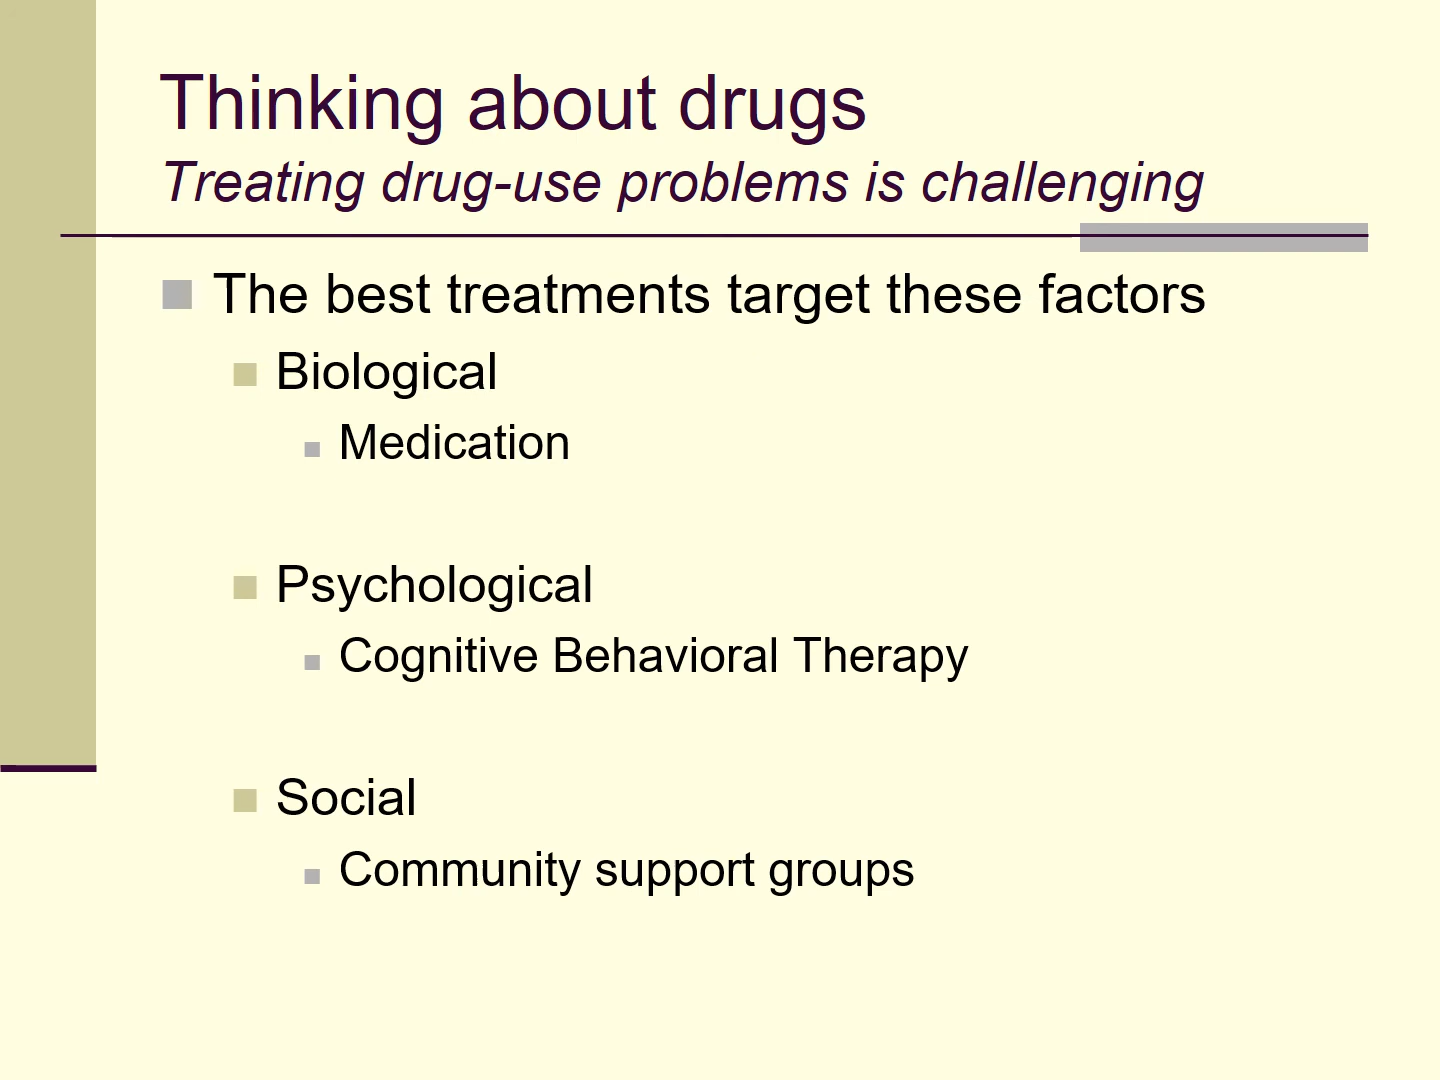 Thinking about drugs
Treating drug-use problems is challenging
The best treatments target these factors
Biological
Medication
Psychological
Cognitive Behavioral Therapy
Social
Community support groups